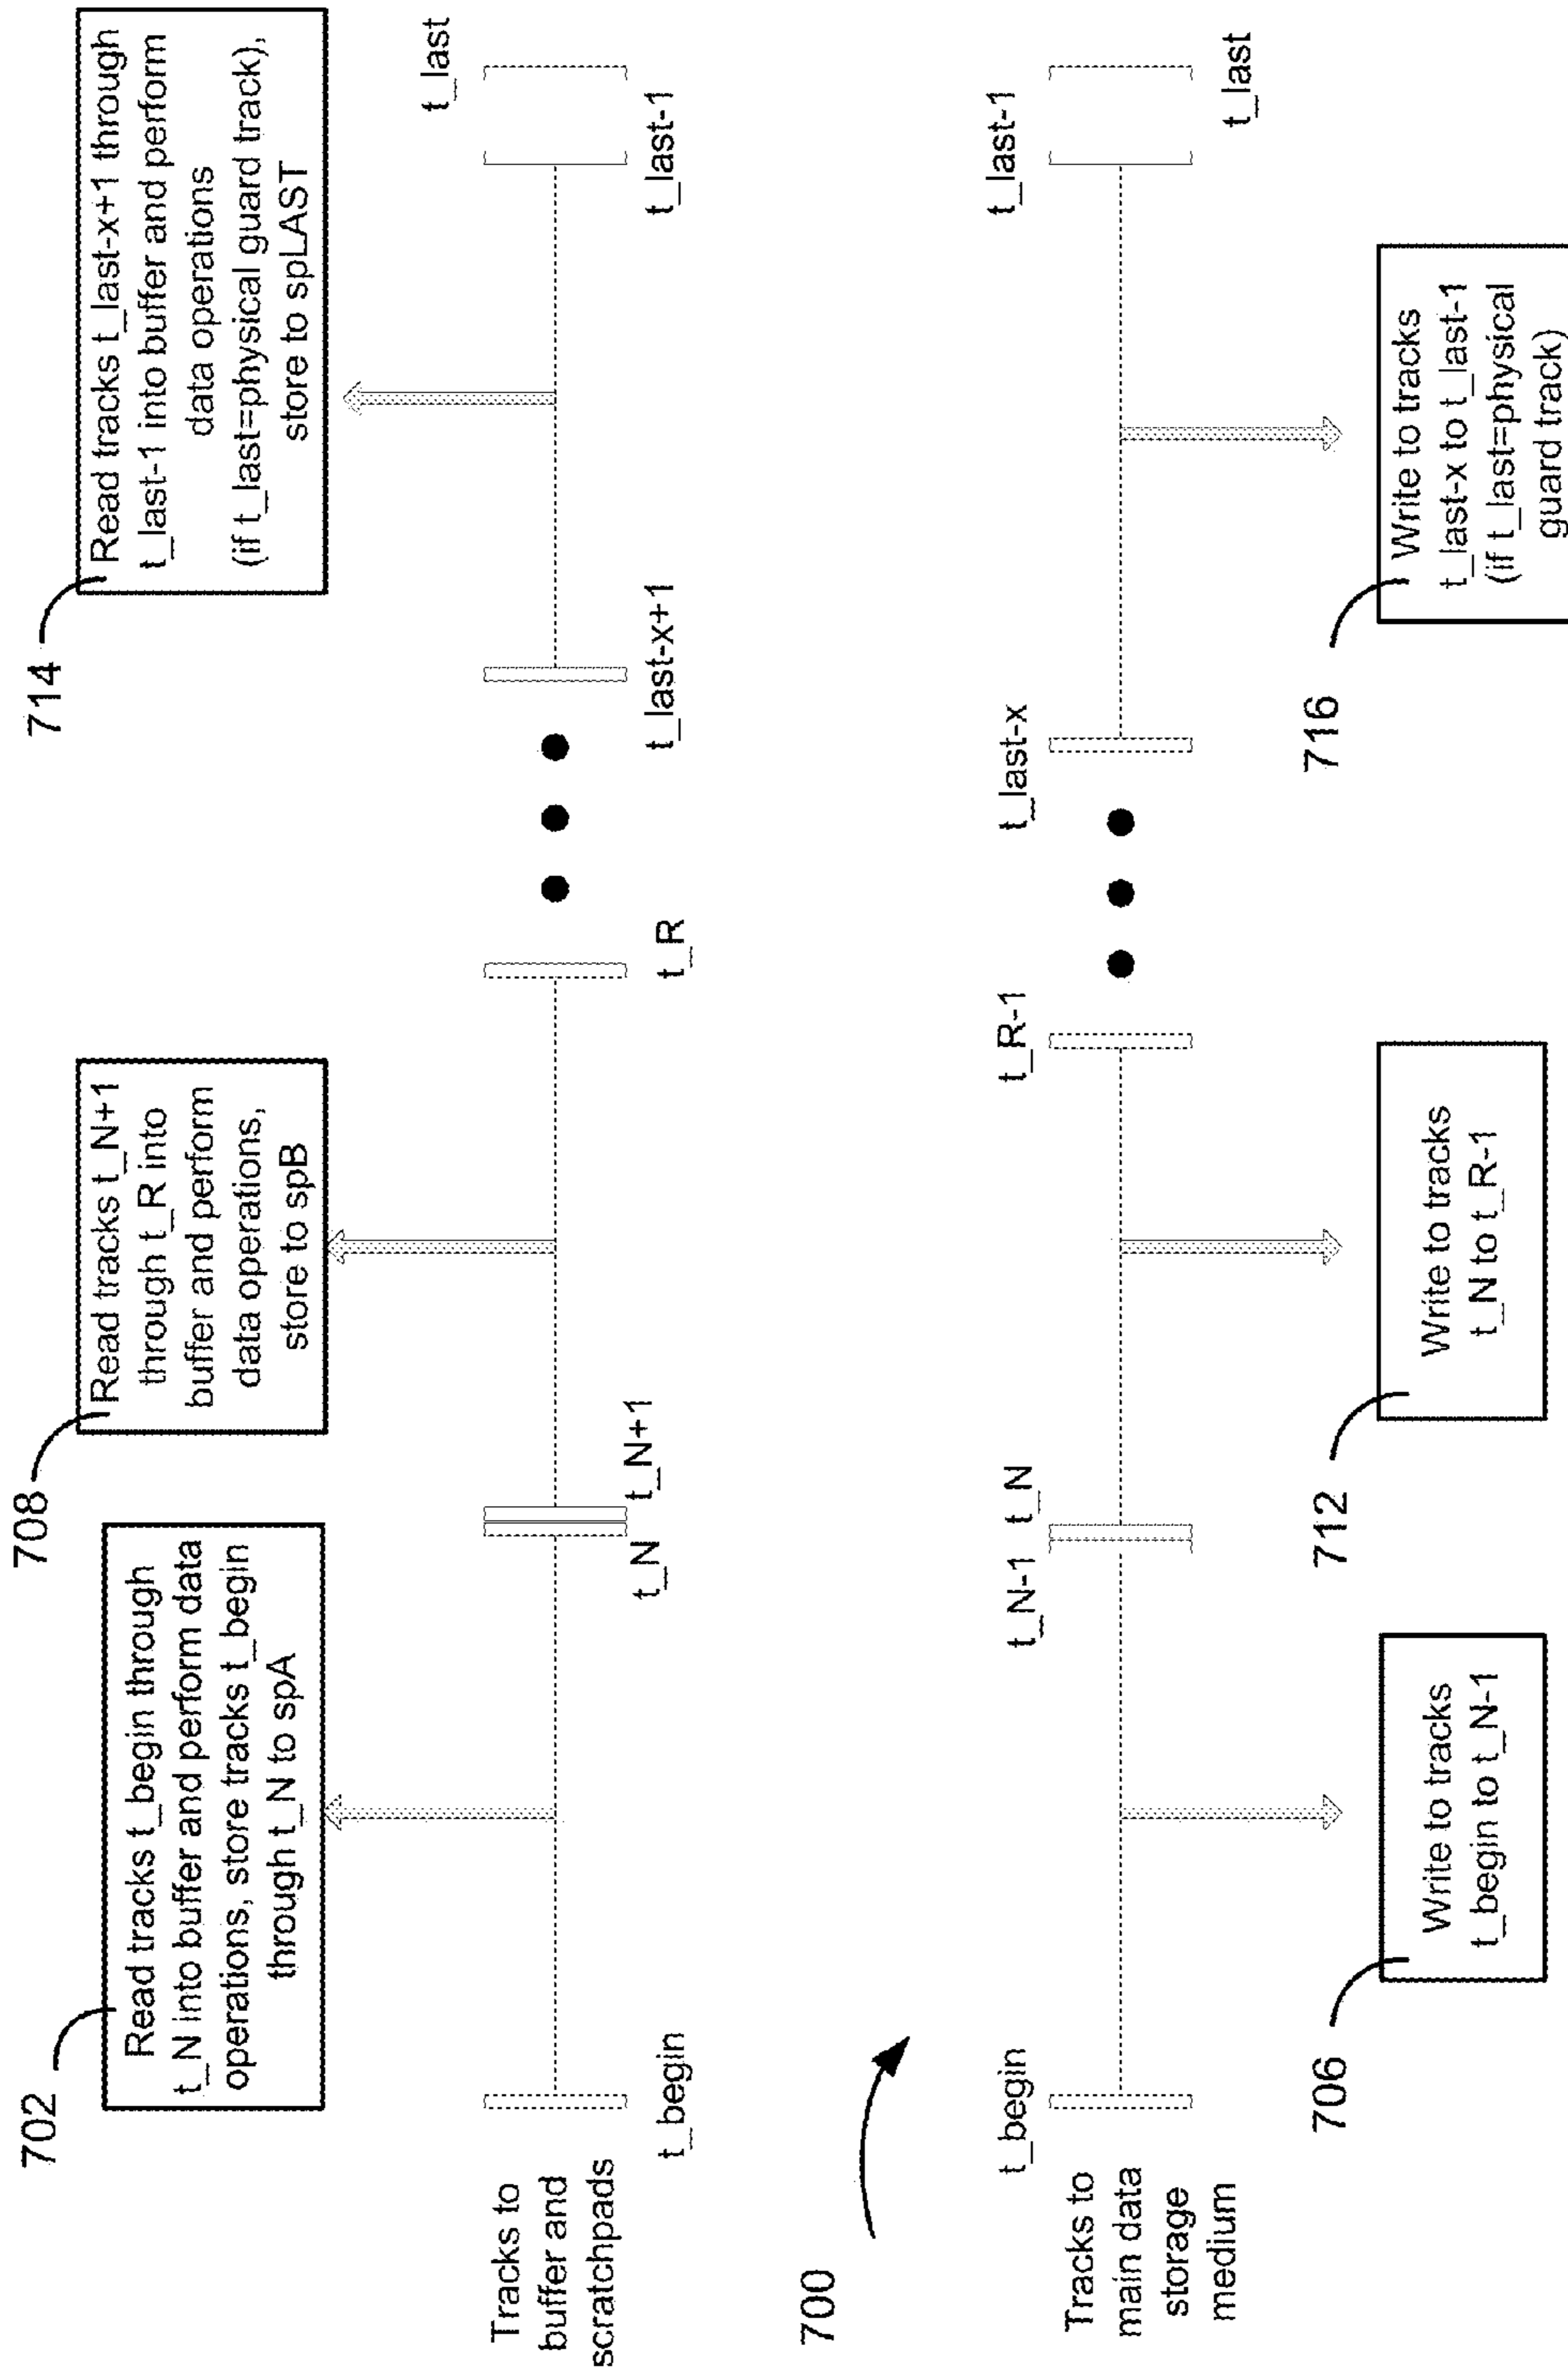 702
Read tracks t_begin through
t_N into buffer and perform data
operations, store tracks t_begin
through t_N to spA
708
Read tracks t_N+1
through t_R into
buffer and perform
data operations,
store to spB
714
Read tracks t_last-x+1 through
t_last-1 into buffer and perform
data operations
(if t_last=physical guard track),
store to spLAST
Tracks to
buffer and
scratchpads
t_begin
t_N
t_N+1
t_R
t_last-x+1
t_last-1
t_last
700
Tracks to
main data
storage
medium
t_begin
t_N-1
t_N
t_R-1
t_last-x
t_last-1
t_last
706
Write to tracks
t_begin to t_N-1
712
Write to tracks
t_N to t_R-1
716
Write to tracks
t_last-x to t_last-1
(if t_last=physical
guard track)